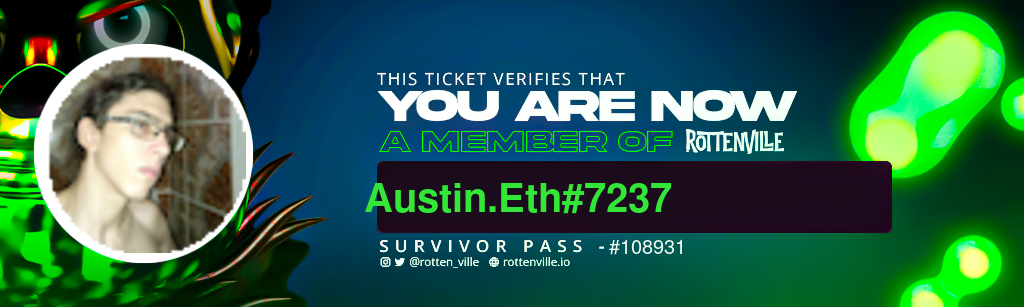 THIS TICKET VERIFIES THAT
YOU ARE NOW
A MEMBER OF ROTTENVILLE
Austin.Eth#7237
SURVIVOR PASS - #108931
@rotten_ville rottenville.io